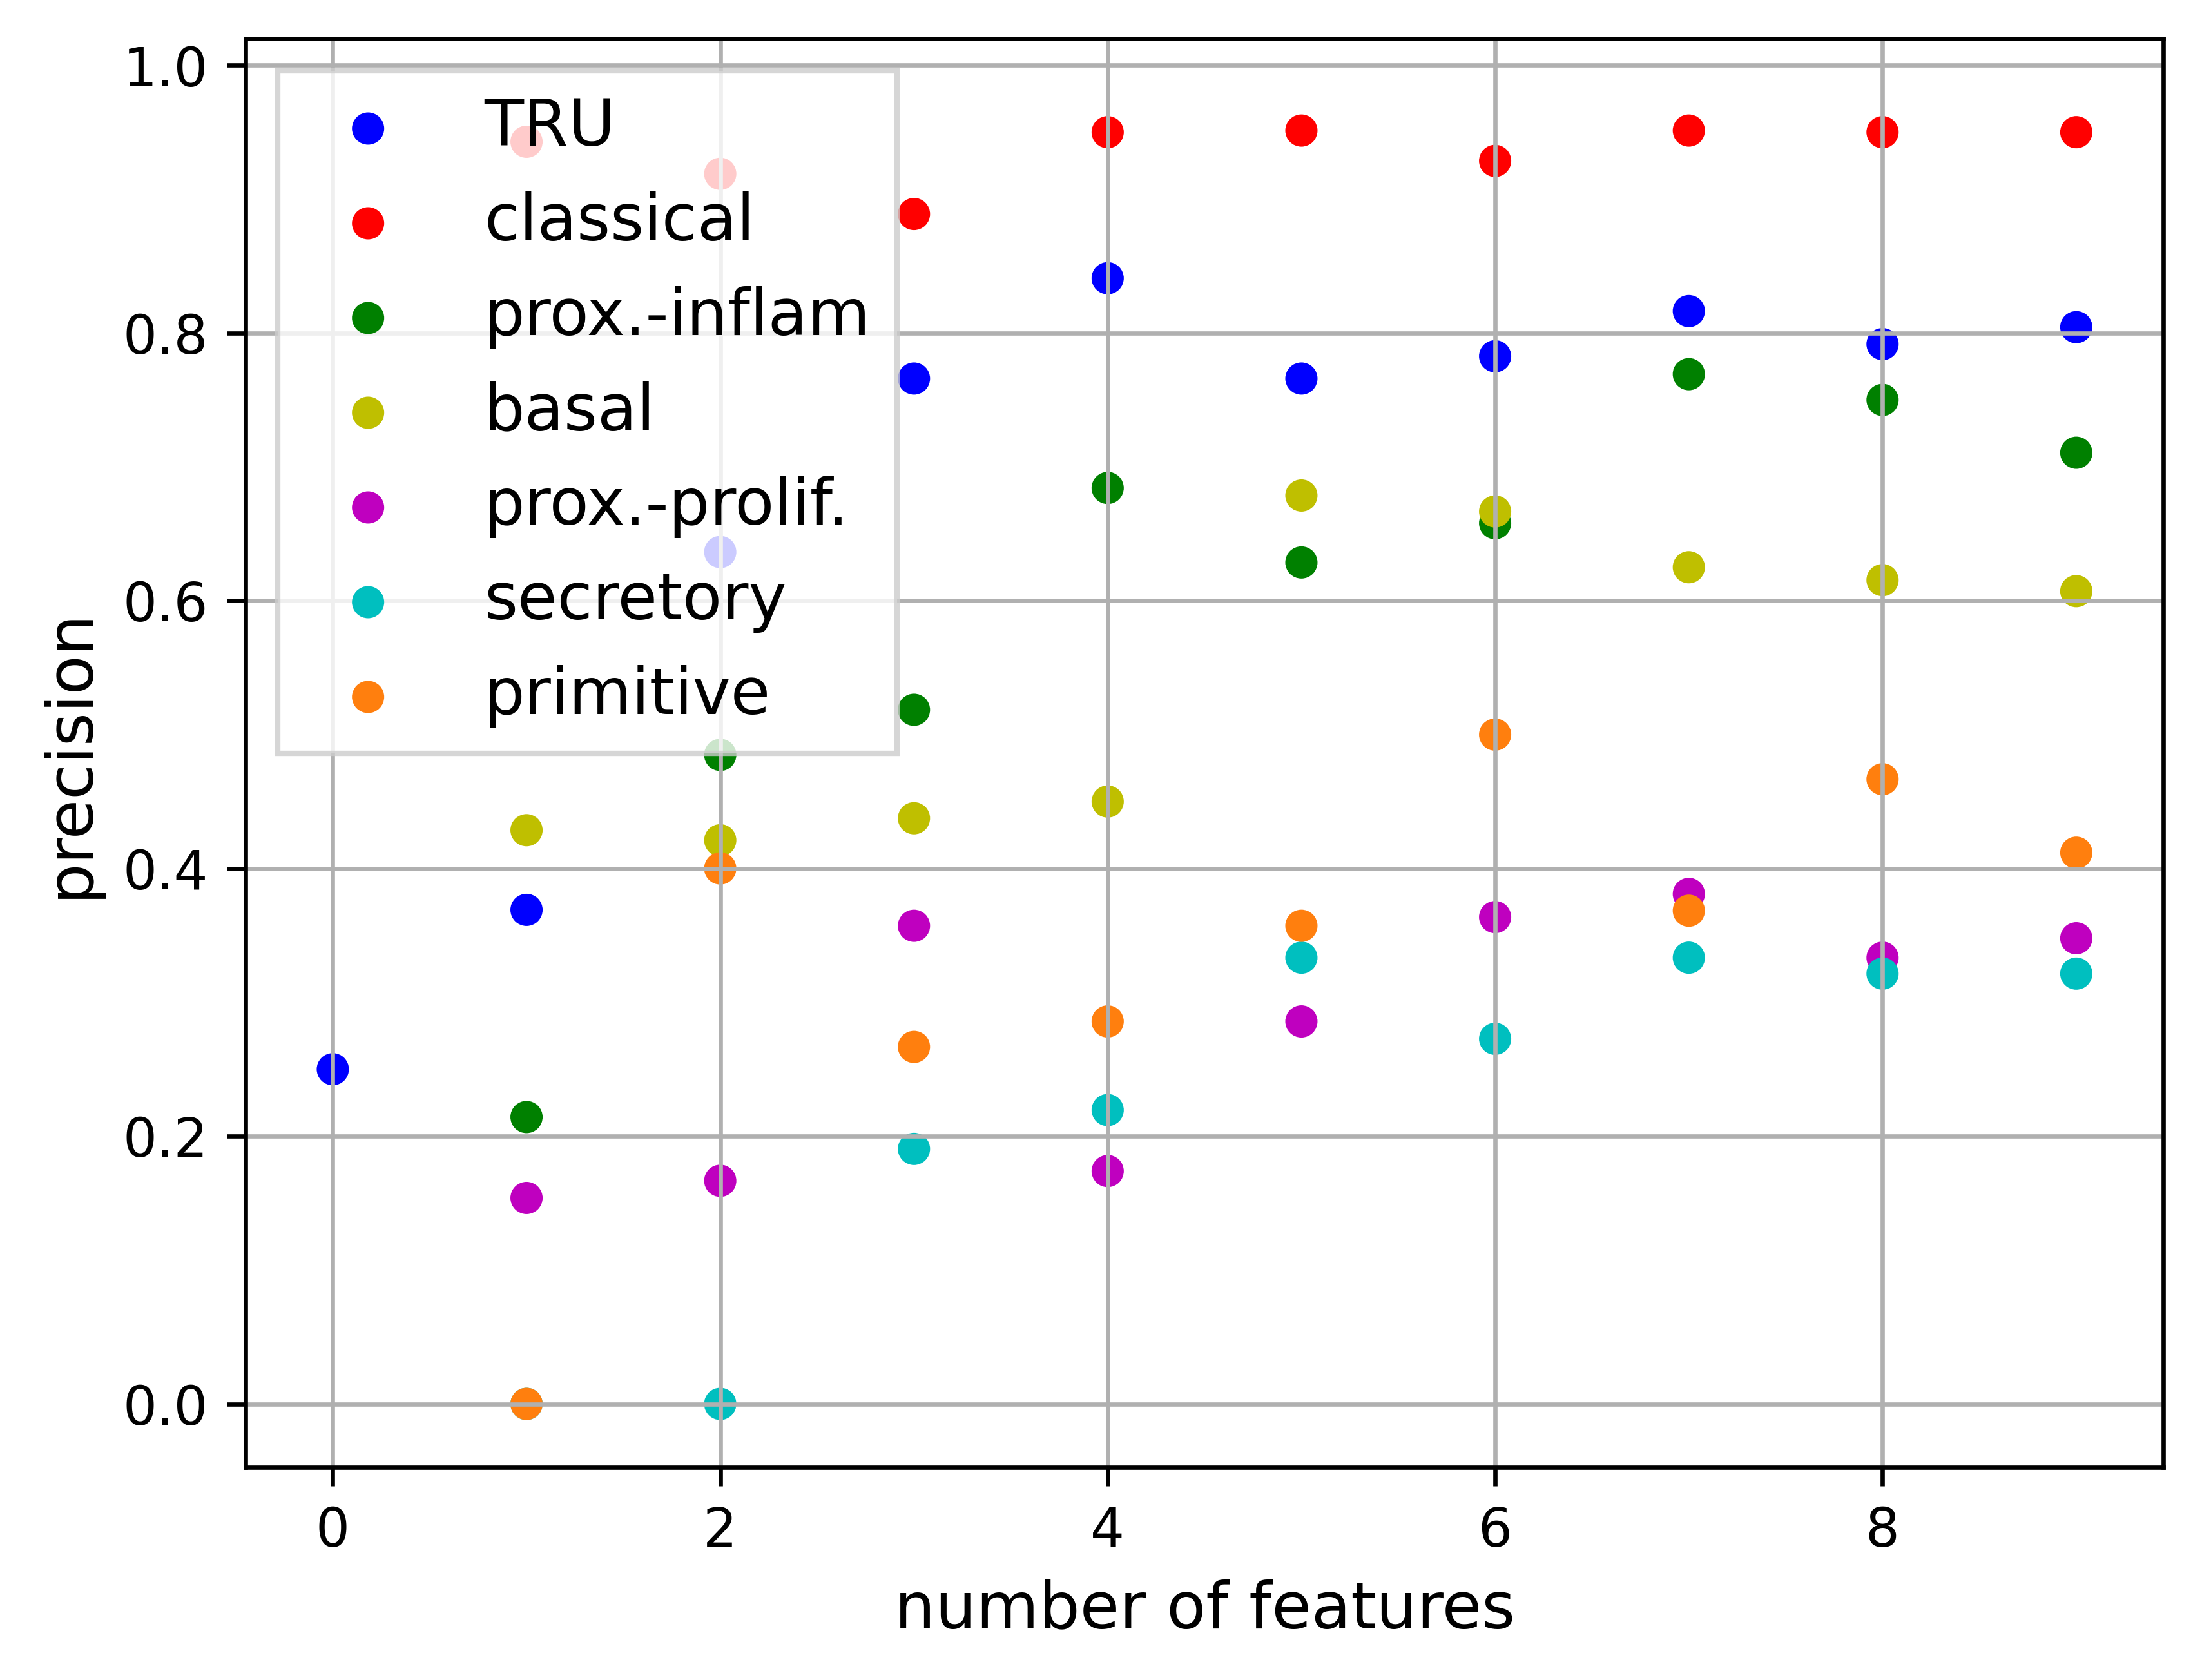 1.0
0.8
0.6
0.4
0.2
0.0
precision
TRU
classical
prox.-inflam
basal
prox.-prolif.
secretory
primitive
0 2 4 6 8
number of features